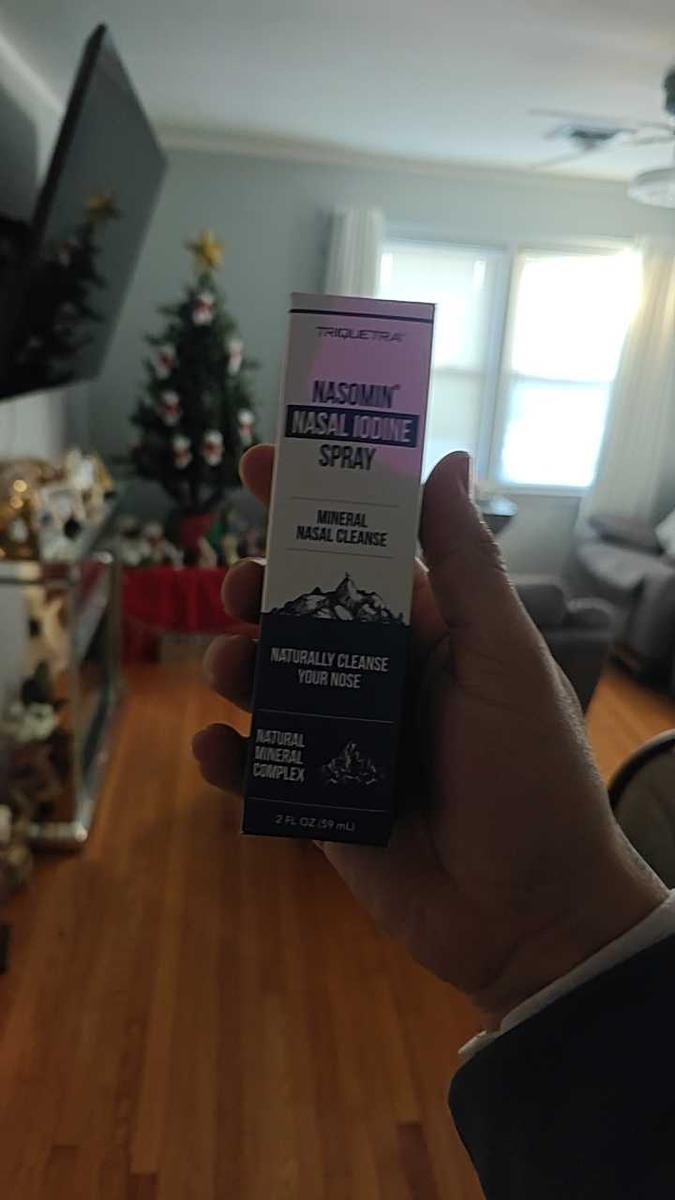 TRIQUETRA
NASOMIN®
NASAL IODINE
SPRAY
MINERAL
NASAL CLEANSE
NATURALLY CLEANSE
YOUR NOSE
NATURAL
MINERAL
COMPLEX
2 FL OZ (59 mL)